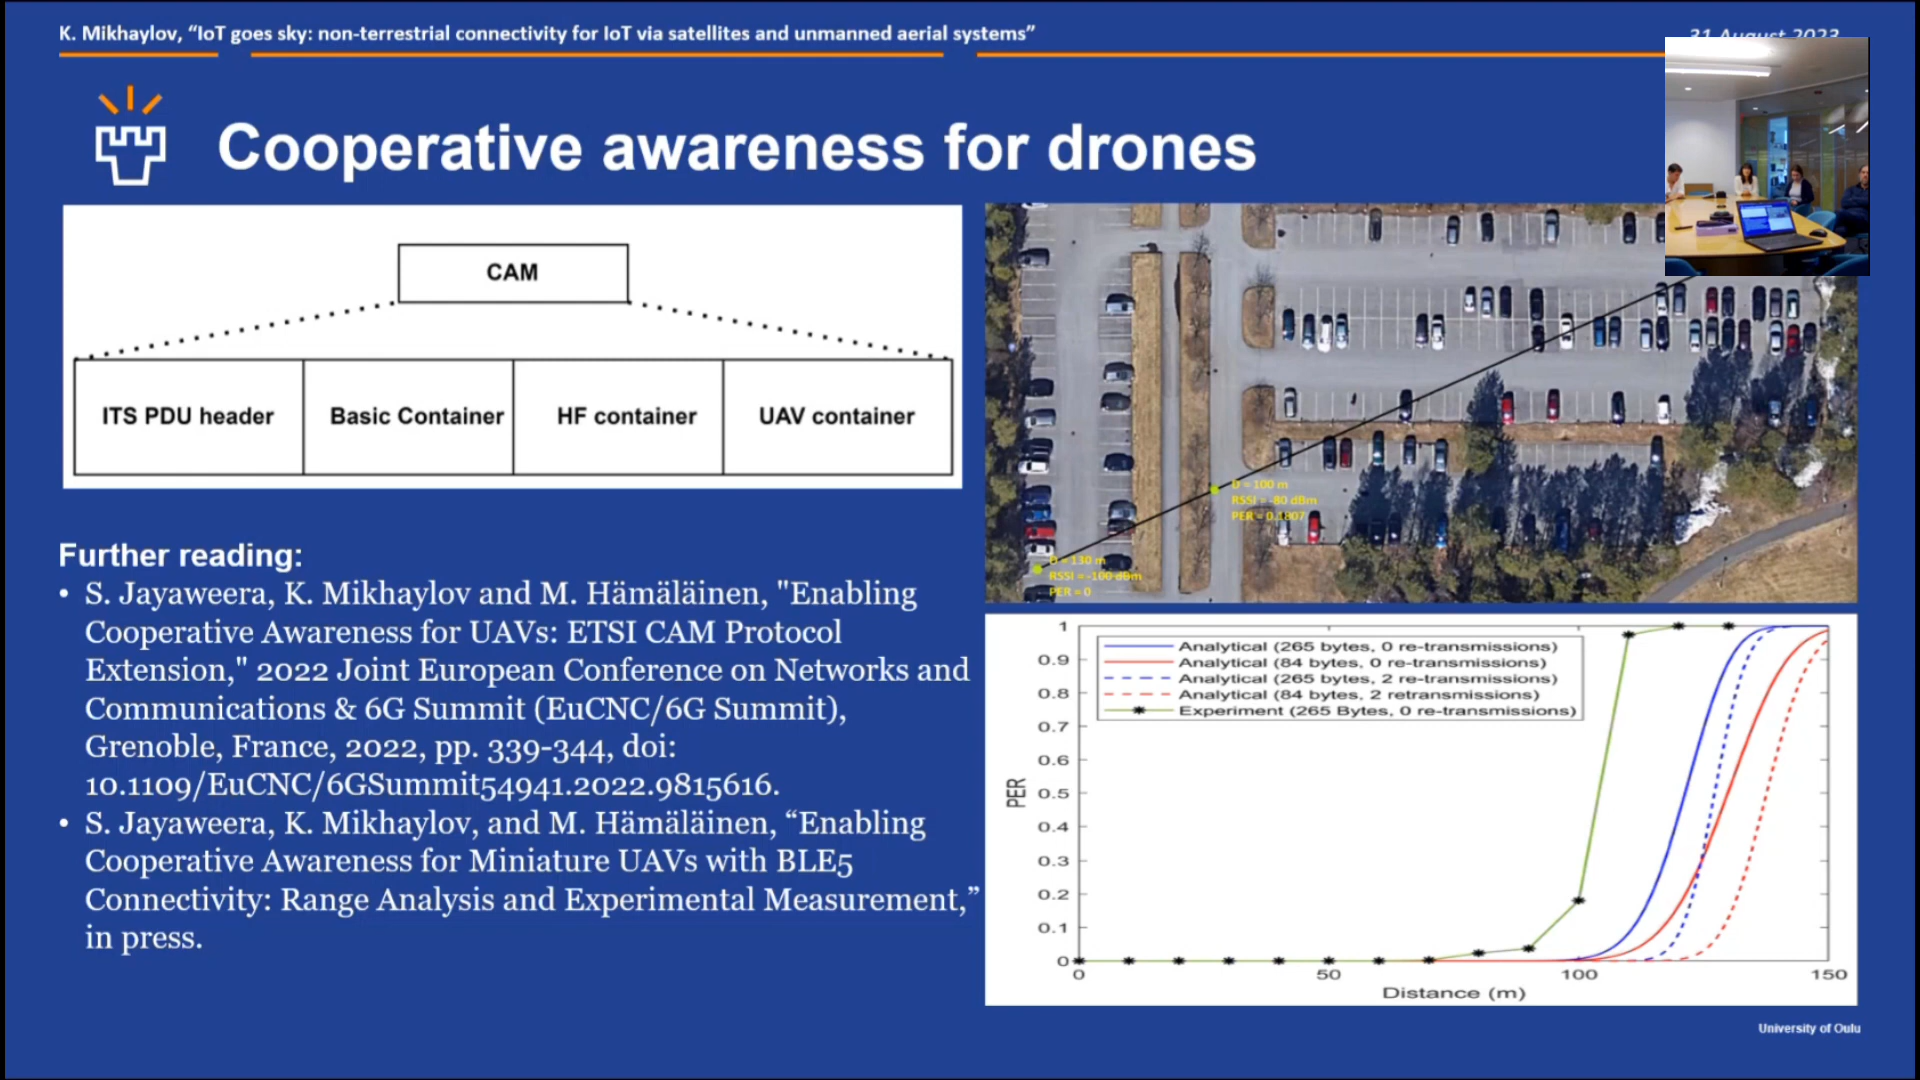 K. Mikhaylov, “IoT goes sky: non-terrestrial connectivity for IoT via satellites and unmanned aerial systems”
31 August 2023
Cooperative awareness for drones
CAM
ITS PDU header
Basic Container
HF container
UAV container
D = 100 m
RSSI = -80 dBm
PER = 0.1807
D = 130 m
RSSI = -100 dBm
PER = 0
Further reading:
• S. Jayaweera, K. Mikhaylov and M. Hämäläinen, "Enabling
Cooperative Awareness for UAVs: ETSI CAM Protocol
Extension," 2022 Joint European Conference on Networks and
Communications & 6G Summit (EuCNC/6G Summit),
Grenoble, France, 2022, pp. 339-344, doi:
10.1109/EuCNC/6GSummit54941.2022.9815616.
• S. Jayaweera, K. Mikhaylov, and M. Hämäläinen, “Enabling
Cooperative Awareness for Miniature UAVs with BLE5
Connectivity: Range Analysis and Experimental Measurement,”
in press.
Analytical (265 bytes, 0 re-transmissions)
Analytical (84 bytes, 0 re-transmissions)
Analytical (265 bytes, 2 re-transmissions)
Analytical (84 bytes, 2 retransmissions)
Experiment (265 Bytes, 0 re-transmissions)
1
0.9
0.8
0.7
0.6
0.5
0.4
0.3
0.2
0.1
0
PER
0
50
100
150
Distance (m)
University of Oulu